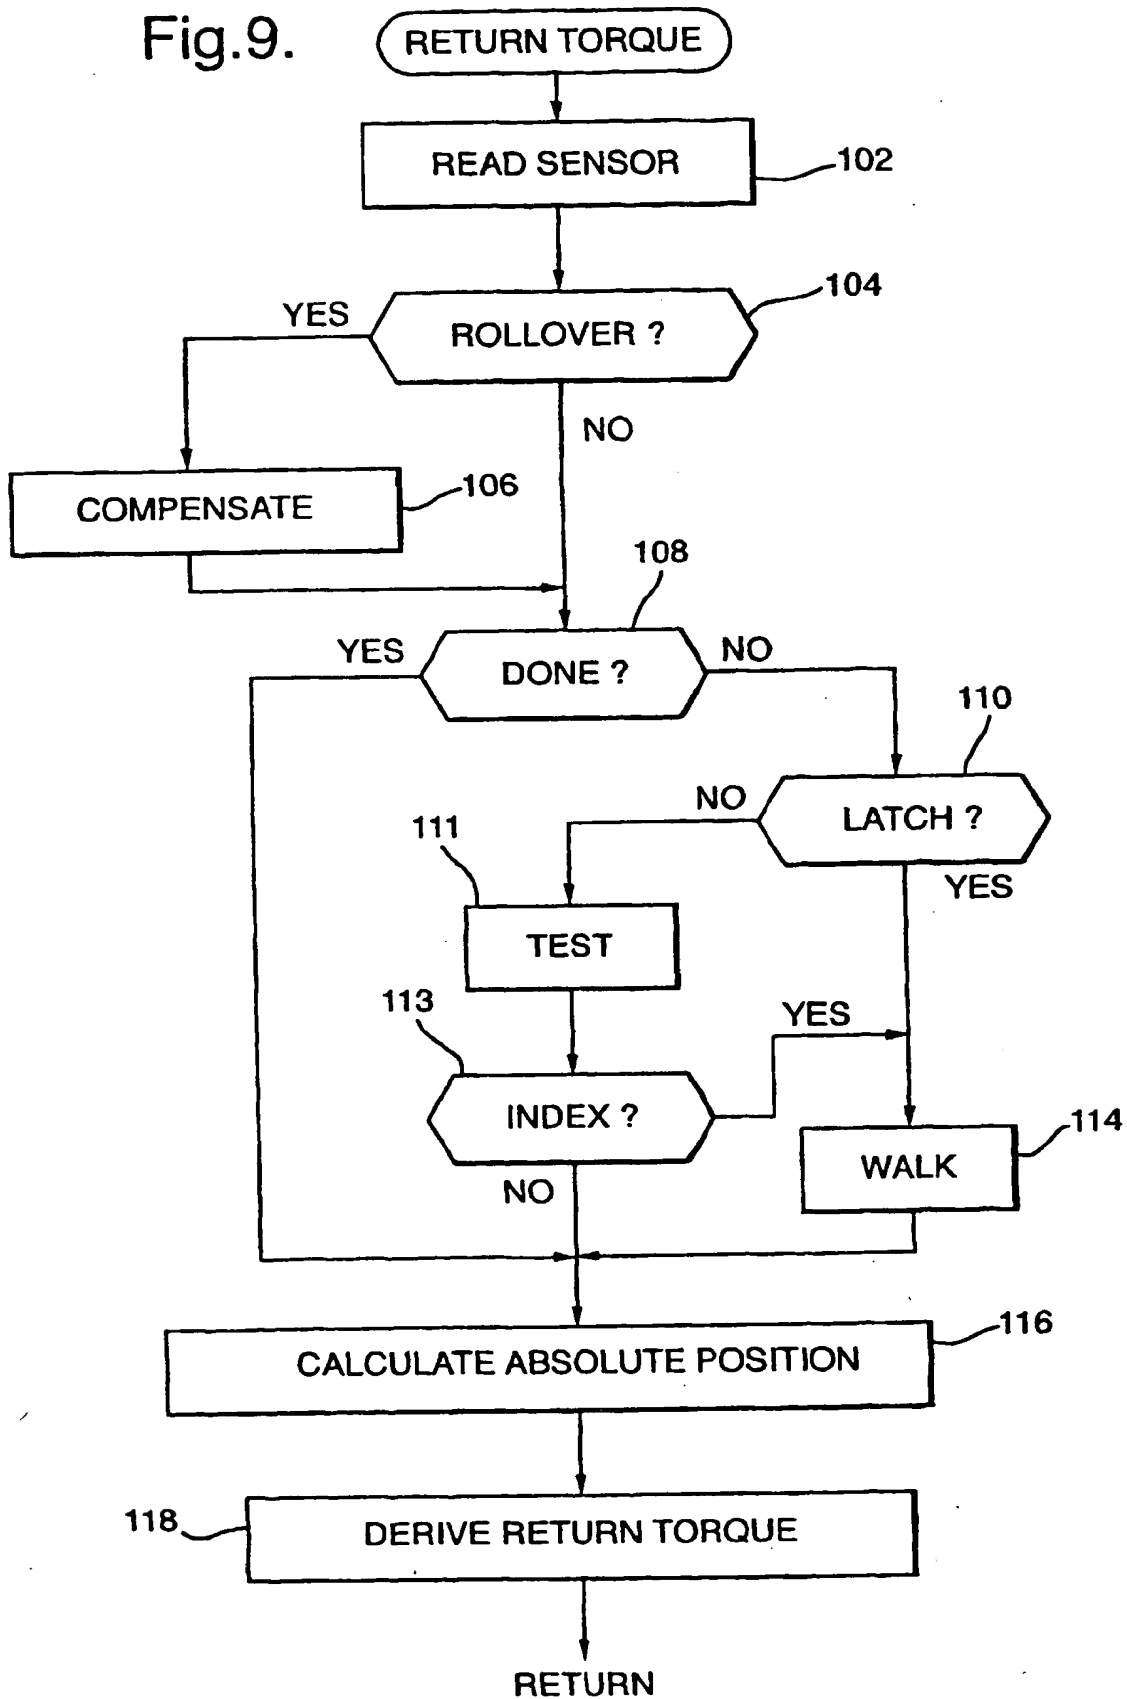 Fig.9.
RETURN TORQUE
READ SENSOR
102
104
YES
ROLLOVER ?
NO
106
COMPENSATE
108
YES
DONE ?
NO
110
NO
LATCH ?
111
YES
TEST
113
YES
INDEX ?
114
WALK
NO
116
CALCULATE ABSOLUTE POSITION
118
DERIVE RETURN TORQUE
RETURN